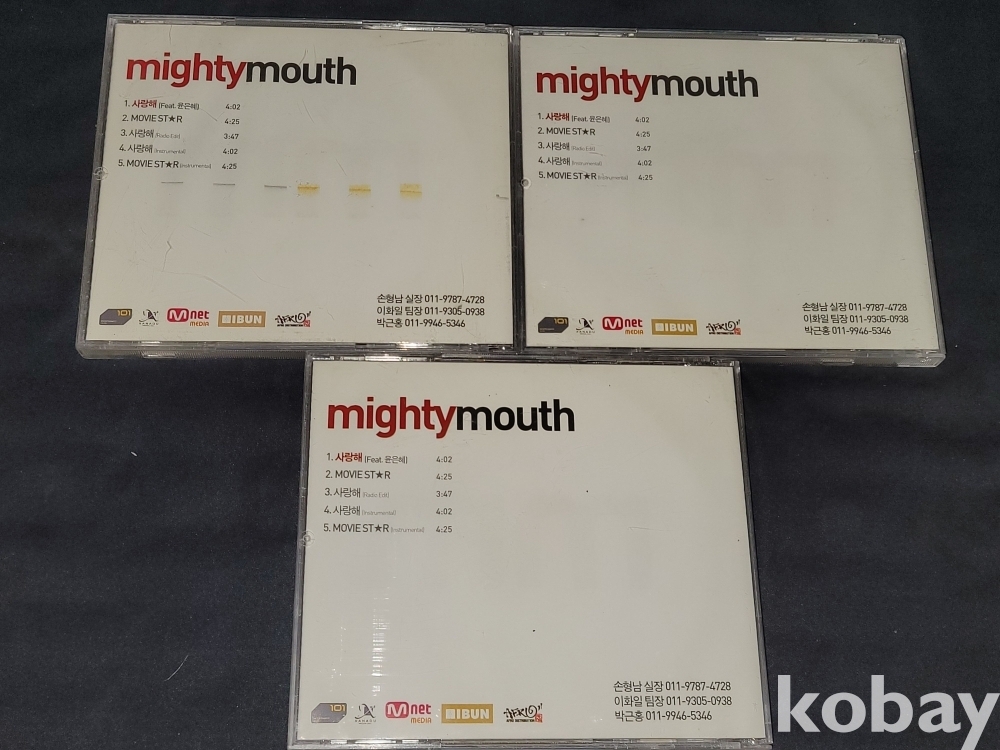 mightymouth
1. 사랑해 (Feat. 윤은혜) 4:02
2. MOVIE ST★R 4:25
3. 사랑해 (Radio Edit) 3:47
4. 사랑해 (Instrumental) 4:02
5. MOVIE ST★R (Instrumental) 4:25
101
Mnet
MEDIA
IBUN
손형남 실장 011-9787-4728
이화일 팀장 011-9305-0938
박근홍 011-9946-5346
mightymouth
1. 사랑해 (Feat. 윤은혜) 4:02
2. MOVIE ST★R 4:25
3. 사랑해 (Radio Edit) 3:47
4. 사랑해 (Instrumental) 4:02
5. MOVIE ST★R (Instrumental) 4:25
101
Mnet
MEDIA
IBUN
손형남 실장 011-9787-4728
이화일 팀장 011-9305-0938
박근홍 011-9946-5346
mightymouth
1. 사랑해 (Feat. 윤은혜) 4:02
2. MOVIE ST★R 4:25
3. 사랑해 (Radio Edit) 3:47
4. 사랑해 (Instrumental) 4:02
5. MOVIE ST★R (Instrumental) 4:25
101
Mnet
MEDIA
IBUN
손형남 실장 011-9787-4728
이화일 팀장 011-9305-0938
박근홍 011-9946-5346
kobay